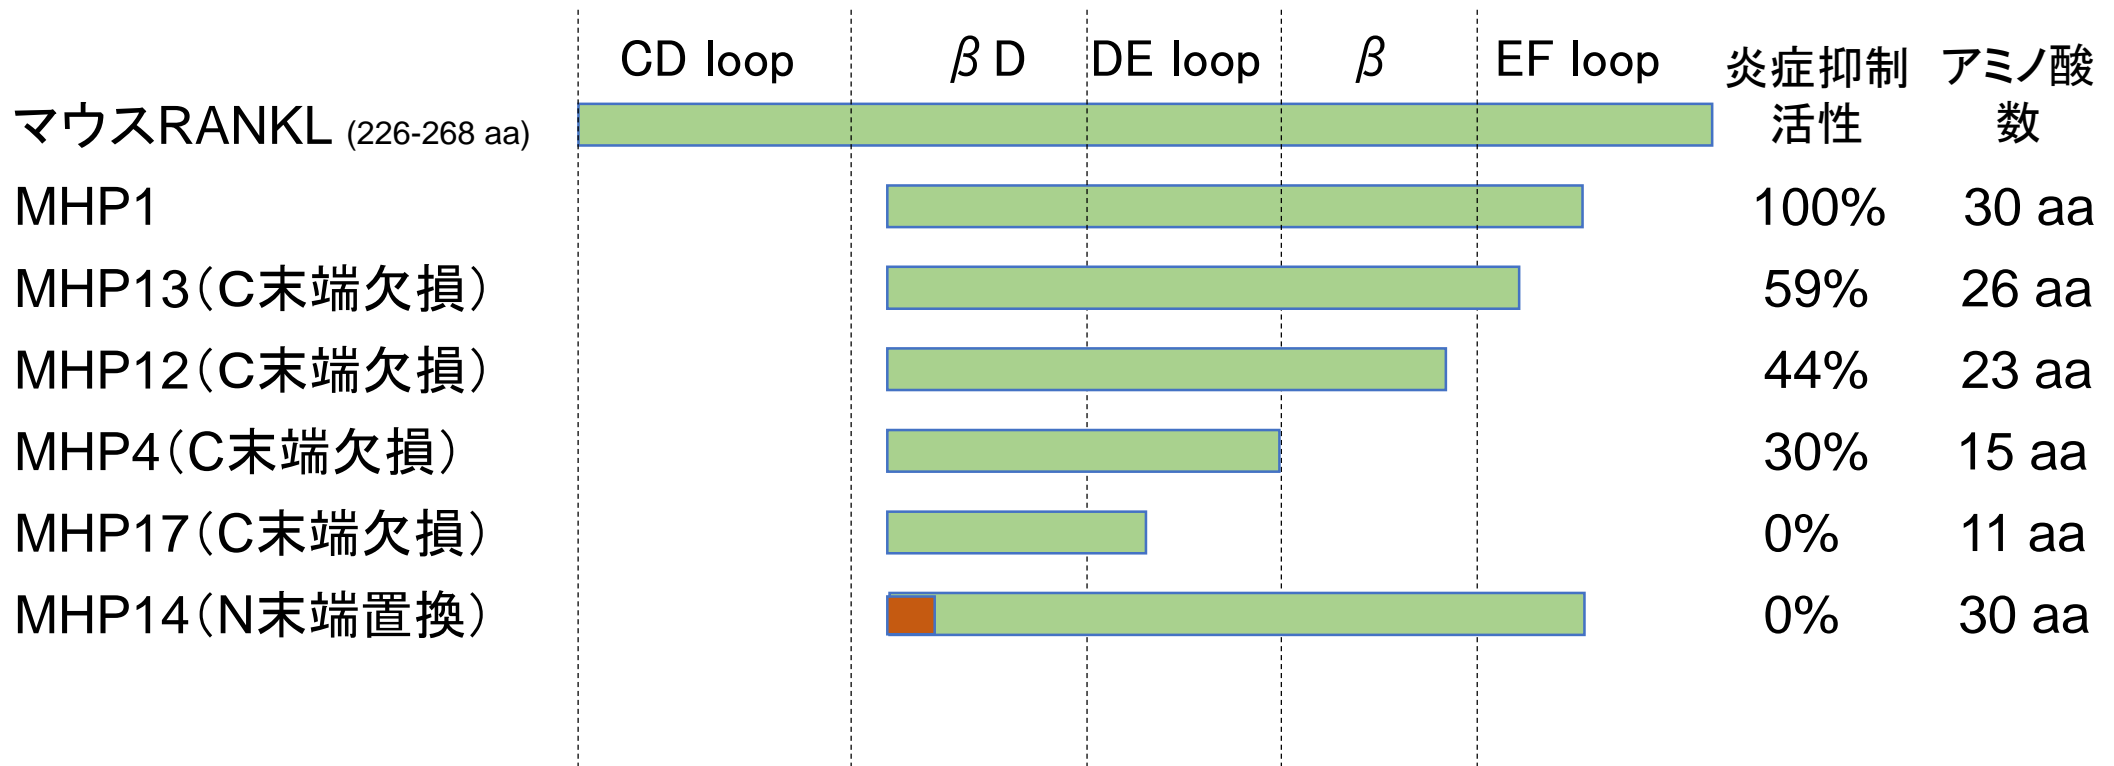 CD loop β D DE loop β EF loop 炎症抑制活性 アミノ酸数
マウスRANKL (226-268 aa)
MHP1 100% 30 aa
MHP13（C末端欠損） 59% 26 aa
MHP12（C末端欠損） 44% 23 aa
MHP4（C末端欠損） 30% 15 aa
MHP17（C末端欠損） 0% 11 aa
MHP14（N末端置換） 0% 30 aa